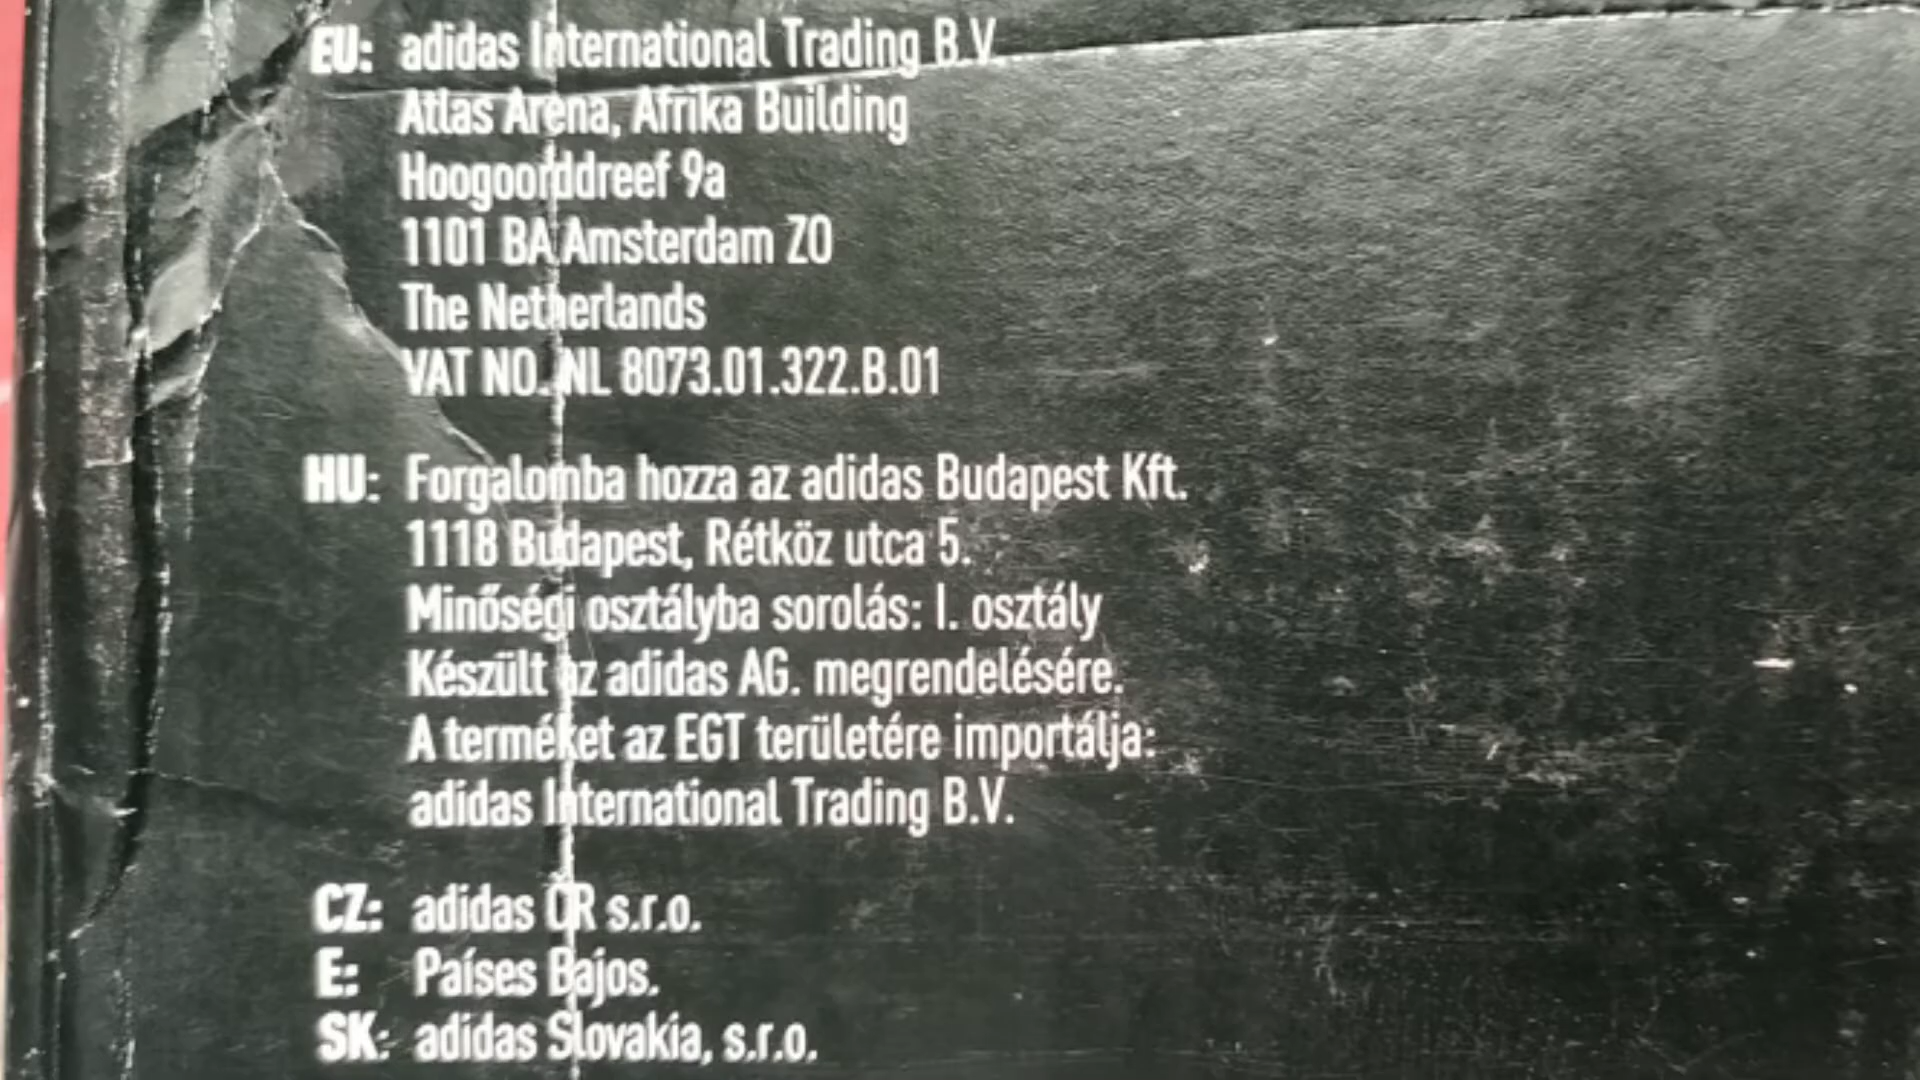 EU: adidas International Trading B.V.
Atlas Arena, Afrika Building
Hoogoorddreef 9a
1101 BA Amsterdam ZO
The Netherlands
VAT NO. NL 8073.01.322.B.01
HU: Forgalomba hozza az adidas Budapest Kft.
1118 Budapest, Rétköz utca 5.
Minőségi osztályba sorolás: I. osztály
Készült az adidas AG. megrendelésére.
A terméket az EGT területére importálja:
adidas International Trading B.V.
CZ: adidas ČR s.r.o.
E: Países Bajos.
SK: adidas Slovakia, s.r.o.